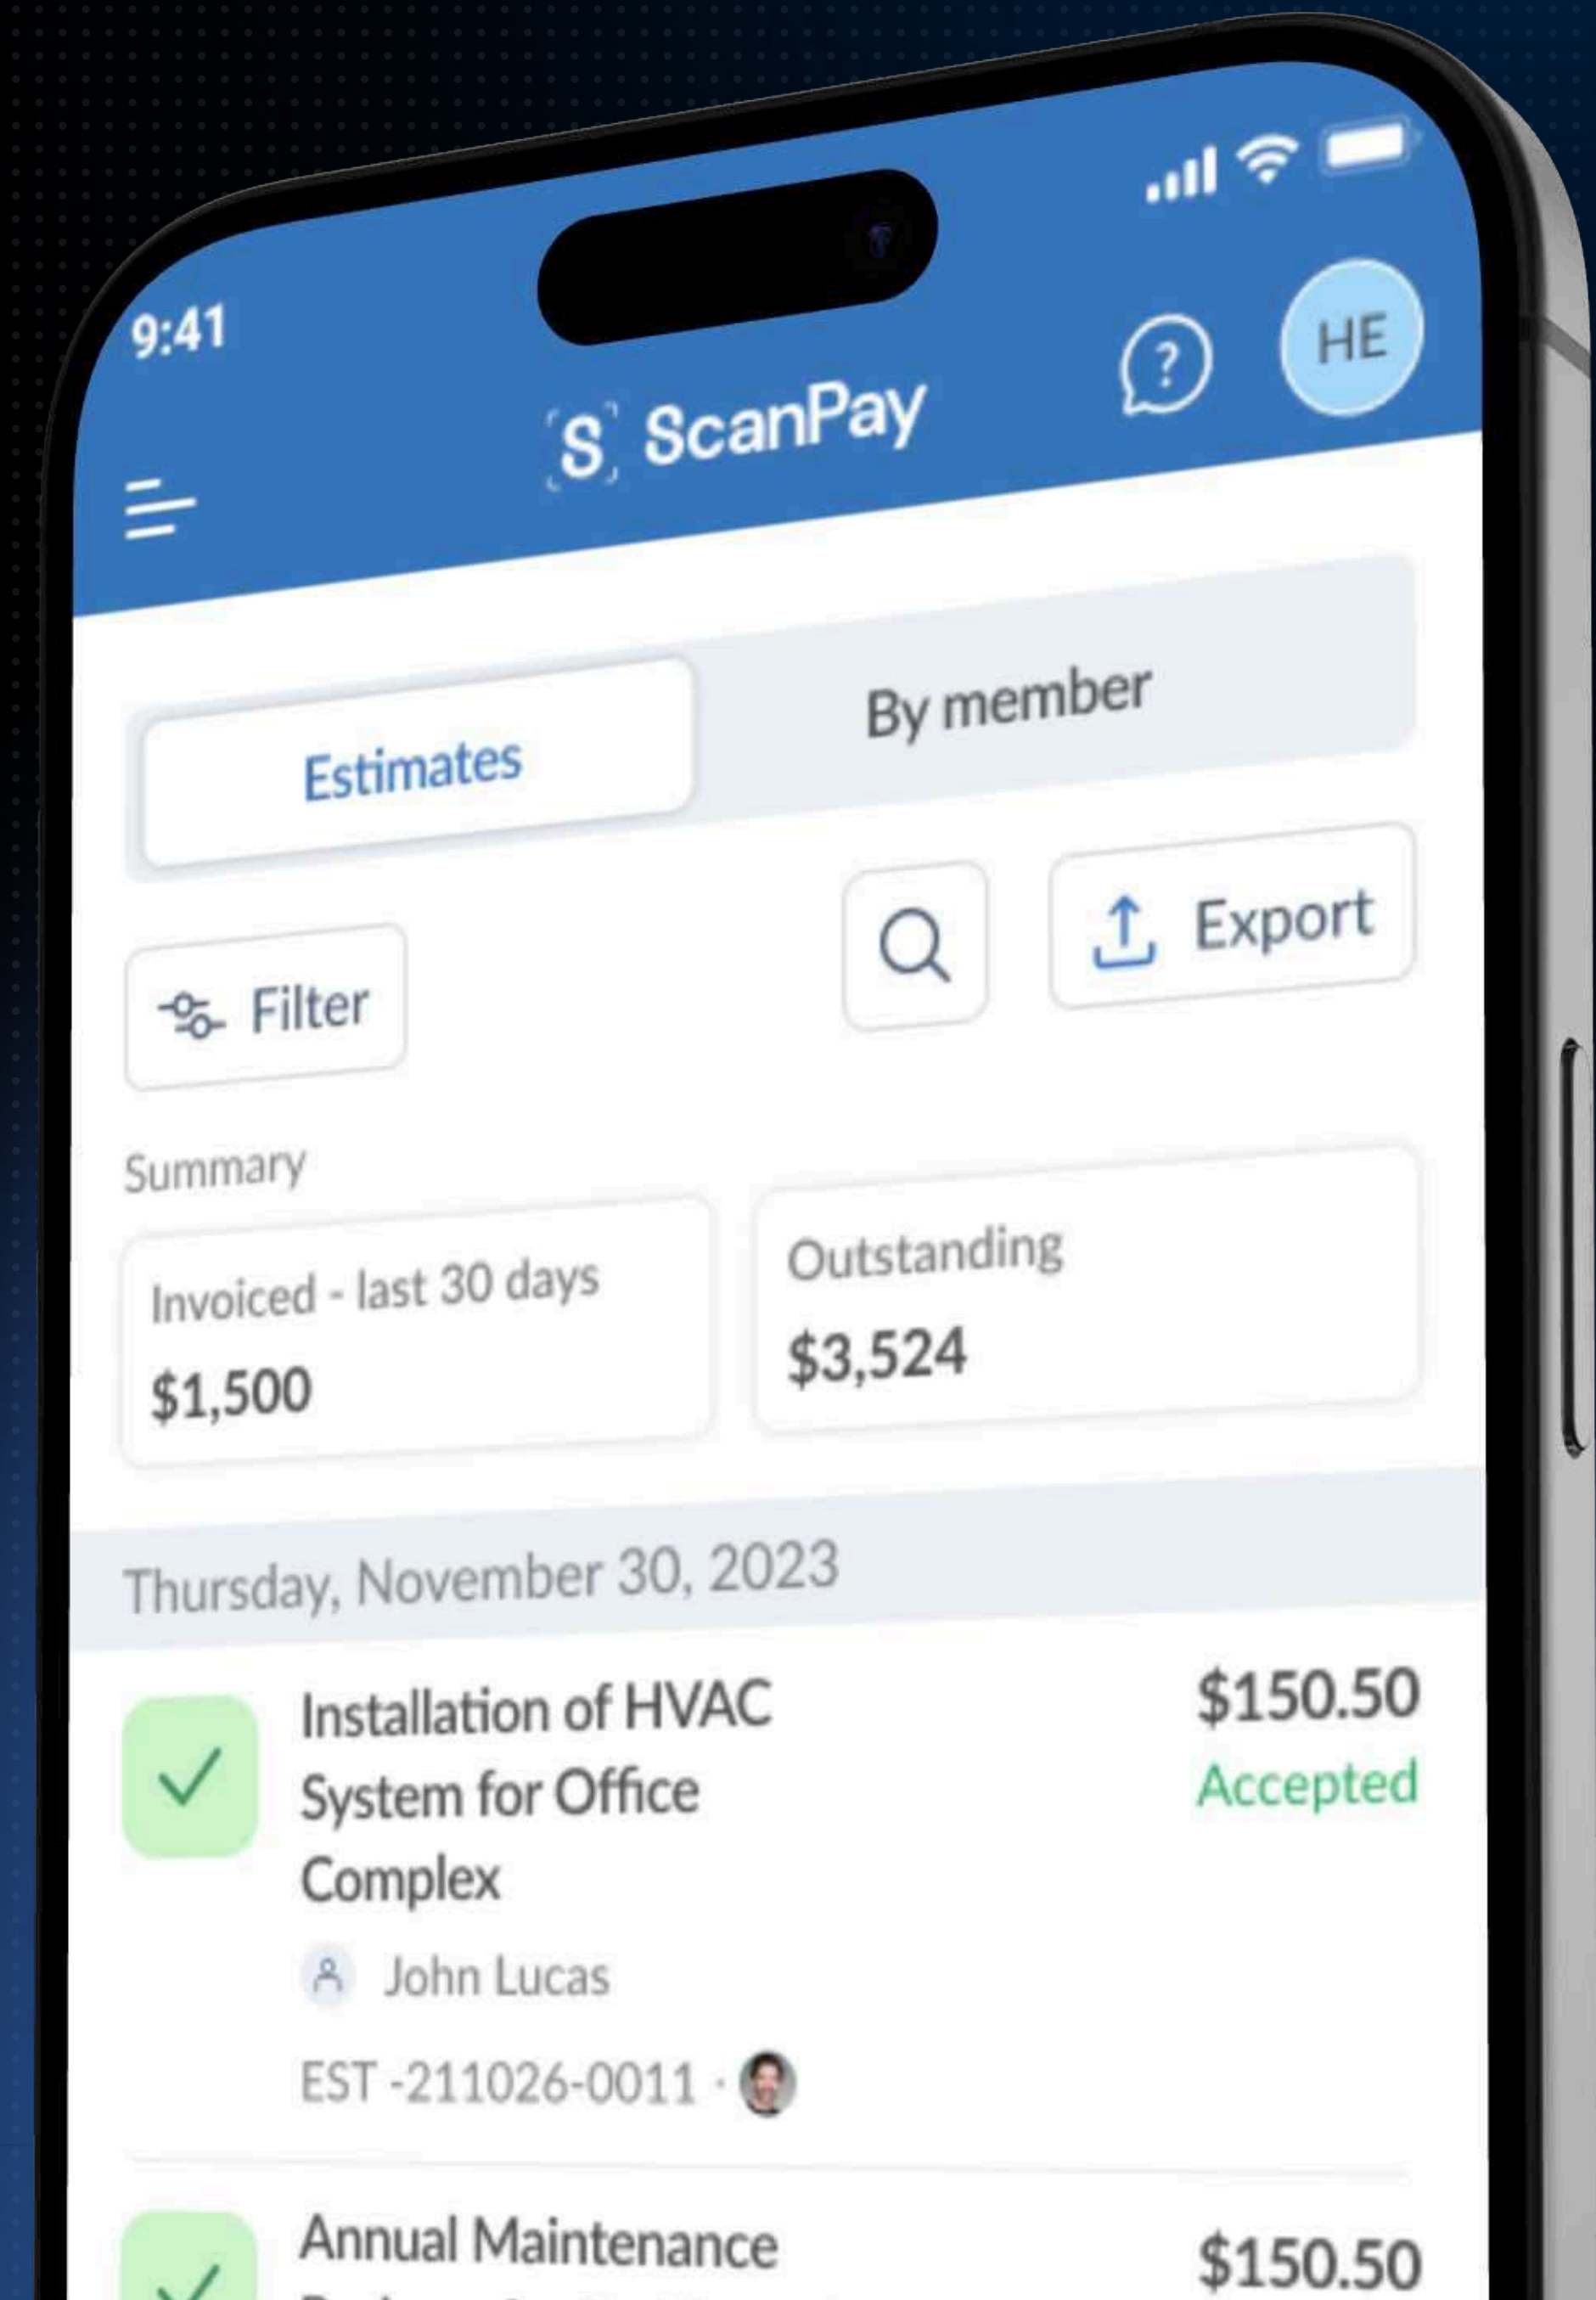 9:41
S ScanPay
?
HE
Estimates
By member
Filter
Export
Summary
Invoiced - last 30 days
$1,500
Outstanding
$3,524
Thursday, November 30, 2023
Installation of HVAC
System for Office
Complex
$150.50
Accepted
John Lucas
EST -211026-0011 ·
Annual Maintenance
$150.50